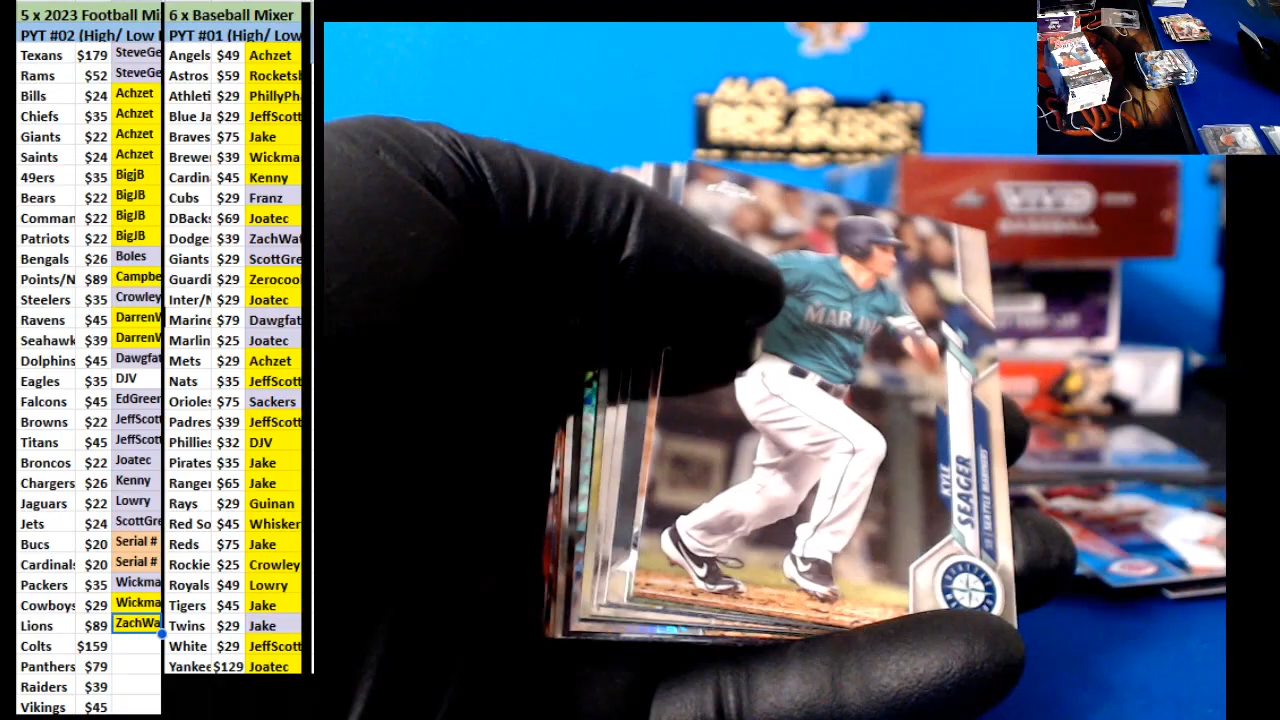 5 x 2023 Football Mi
PYT #02 (High/ Low
Texans $179 SteveGe
Rams $52 SteveGe
Bills $24 Achzet
Chiefs $35 Achzet
Giants $22 Achzet
Saints $24 Achzet
49ers $35 BigjB
Bears $22 BigJB
Comman $22 BigJB
Patriots $22 BigJB
Bengals $26 Boles
Points/N $89 Campbe
Steelers $35 Crowley
Ravens $45 DarrenW
Seahawk $39 DarrenW
Dolphins $45 Dawgfat
Eagles $35 DJV
Falcons $45 EdGreer
Browns $22 JeffScott
Titans $45 JeffScott
Broncos $22 Joatec
Chargers $26 Kenny
Jaguars $22 Lowry
Jets $24 ScottGre
Bucs $20 Serial #
Cardinals $20 Serial #
Packers $35 Wickma
Cowboys $29 Wickma
Lions $89 ZachWa
Colts $159
Panthers $79
Raiders $39
Vikings $45
6 x Baseball Mixer
PYT #01 (High/ Low
Angels $49 Achzet
Astros $59 Rocketsh
Athleti $29 PhillyPh
Blue Ja $29 JeffScott
Braves $75 Jake
Brewe $39 Wickma
Cardin $45 Kenny
Cubs $29 Franz
DBacks $69 Joatec
Dodge $39 ZachWat
Giants $29 ScottGre
Guardi $29 Zerocoo
Inter/N $29 Joatec
Marine $79 Dawgfat
Marlin $25 Joatec
Mets $29 Achzet
Nats $35 JeffScott
Orioles $75 Sackers
Padres $39 JeffScott
Phillies $32 DJV
Pirates $35 Jake
Ranger $65 Jake
Rays $29 Guinan
Red So $45 Whisker
Reds $75 Jake
Rockie $25 Crowley
Royals $49 Lowry
Tigers $45 Jake
Twins $29 Jake
White $29 JeffScott
Yankee $129 Joatec
BREAKERS
VIVID
BASEBALL
MARIN
KYLE
SEAGER
SEATTLE MARINERS